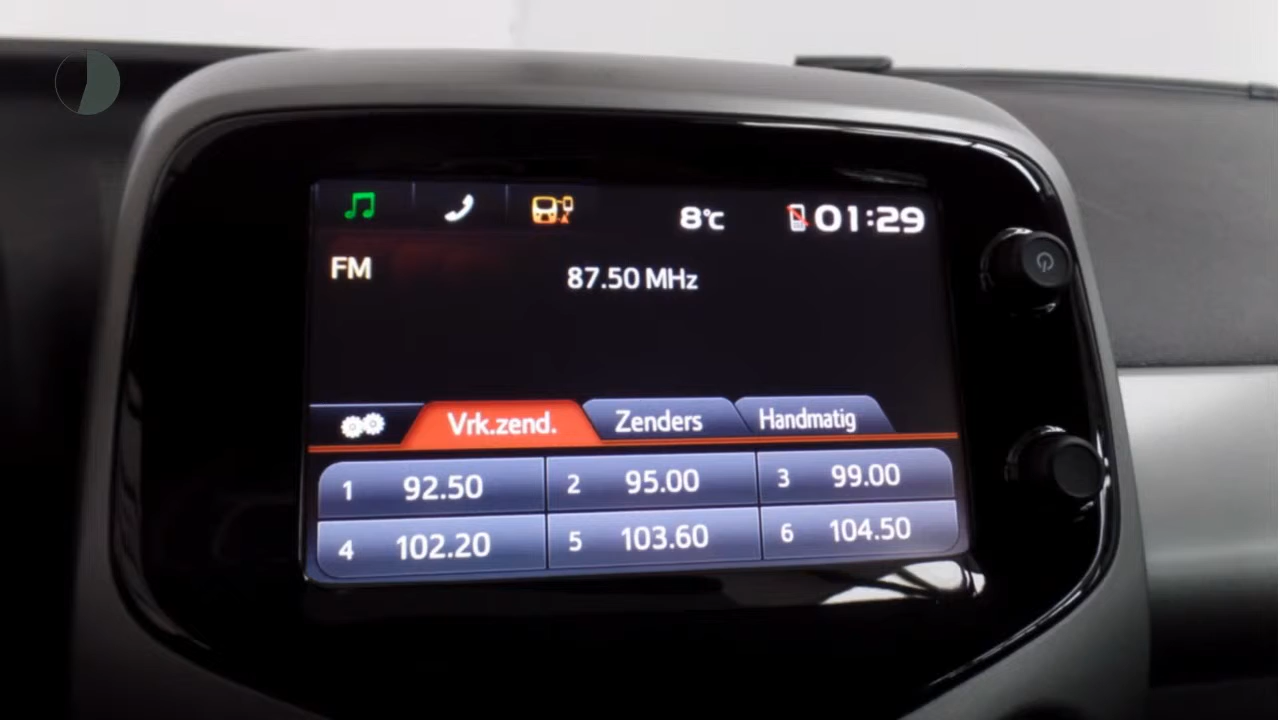 8°C 01:29
FM 87.50 MHz
Vrk.zend. Zenders Handmatig
1 92.50 2 95.00 3 99.00
4 102.20 5 103.60 6 104.50